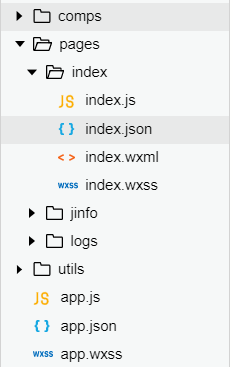 comps
pages
index
JS index.js
{ } index.json
< > index.wxml
wxss index.wxss
jinfo
logs
utils
JS app.js
{ } app.json
wxss app.wxss